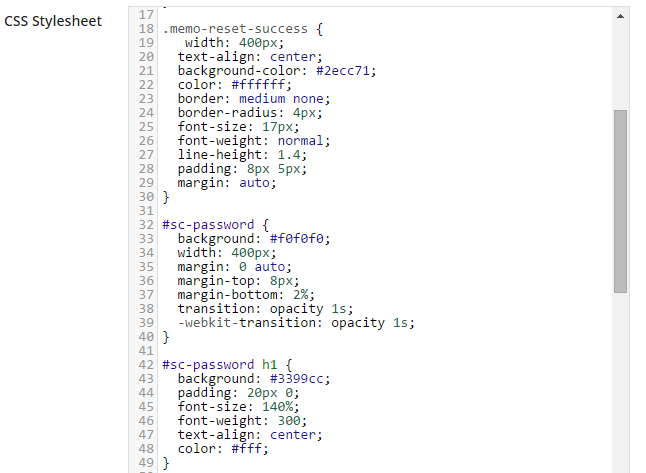 CSS Stylesheet
17 }
18 .memo-reset-success {
19    width: 400px;
20   text-align: center;
21   background-color: #2ecc71;
22   color: #ffffff;
23   border: medium none;
24   border-radius: 4px;
25   font-size: 17px;
26   font-weight: normal;
27   line-height: 1.4;
28   padding: 8px 5px;
29   margin: auto;
30 }
31
32 #sc-password {
33   background: #f0f0f0;
34   width: 400px;
35   margin: 0 auto;
36   margin-top: 8px;
37   margin-bottom: 2%;
38   transition: opacity 1s;
39   -webkit-transition: opacity 1s;
40 }
41
42 #sc-password h1 {
43   background: #3399cc;
44   padding: 20px 0;
45   font-size: 140%;
46   font-weight: 300;
47   text-align: center;
48   color: #fff;
49 }